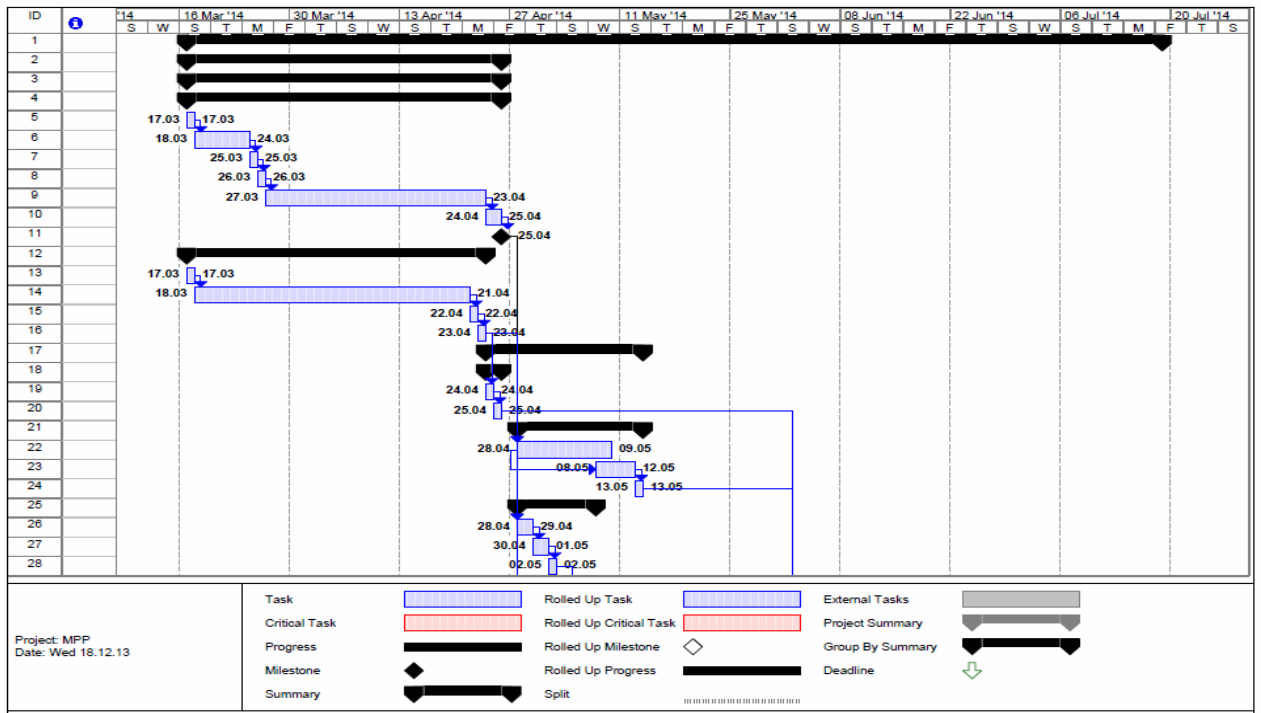 ID '14 16 Mar '14 30 Mar '14 13 Apr '14 27 Apr '14 11 May '14 25 May '14 08 Jun '14 22 Jun '14 06 Jul '14 20 Jul '14
S W S T M F T S W S T M F T S W S T M F T S W S T M F T S W S T M F T S
1
2
3
4
5 17.03 17.03
6 18.03 24.03
7 25.03 25.03
8 26.03 26.03
9 27.03 23.04
10 24.04 25.04
11 25.04
12
13 17.03 17.03
14 18.03 21.04
15 22.04 22.04
16 23.04 23.04
17
18
19 24.04 24.04
20 25.04 25.04
21
22 28.04 09.05
23 08.05 12.05
24 13.05 13.05
25
26 28.04 29.04
27 30.04 01.05
28 02.05 02.05
Project: MPP
Date: Wed 18.12.13
Task Rolled Up Task External Tasks
Critical Task Rolled Up Critical Task Project Summary
Progress Rolled Up Milestone Group By Summary
Milestone Rolled Up Progress Deadline
Summary Split